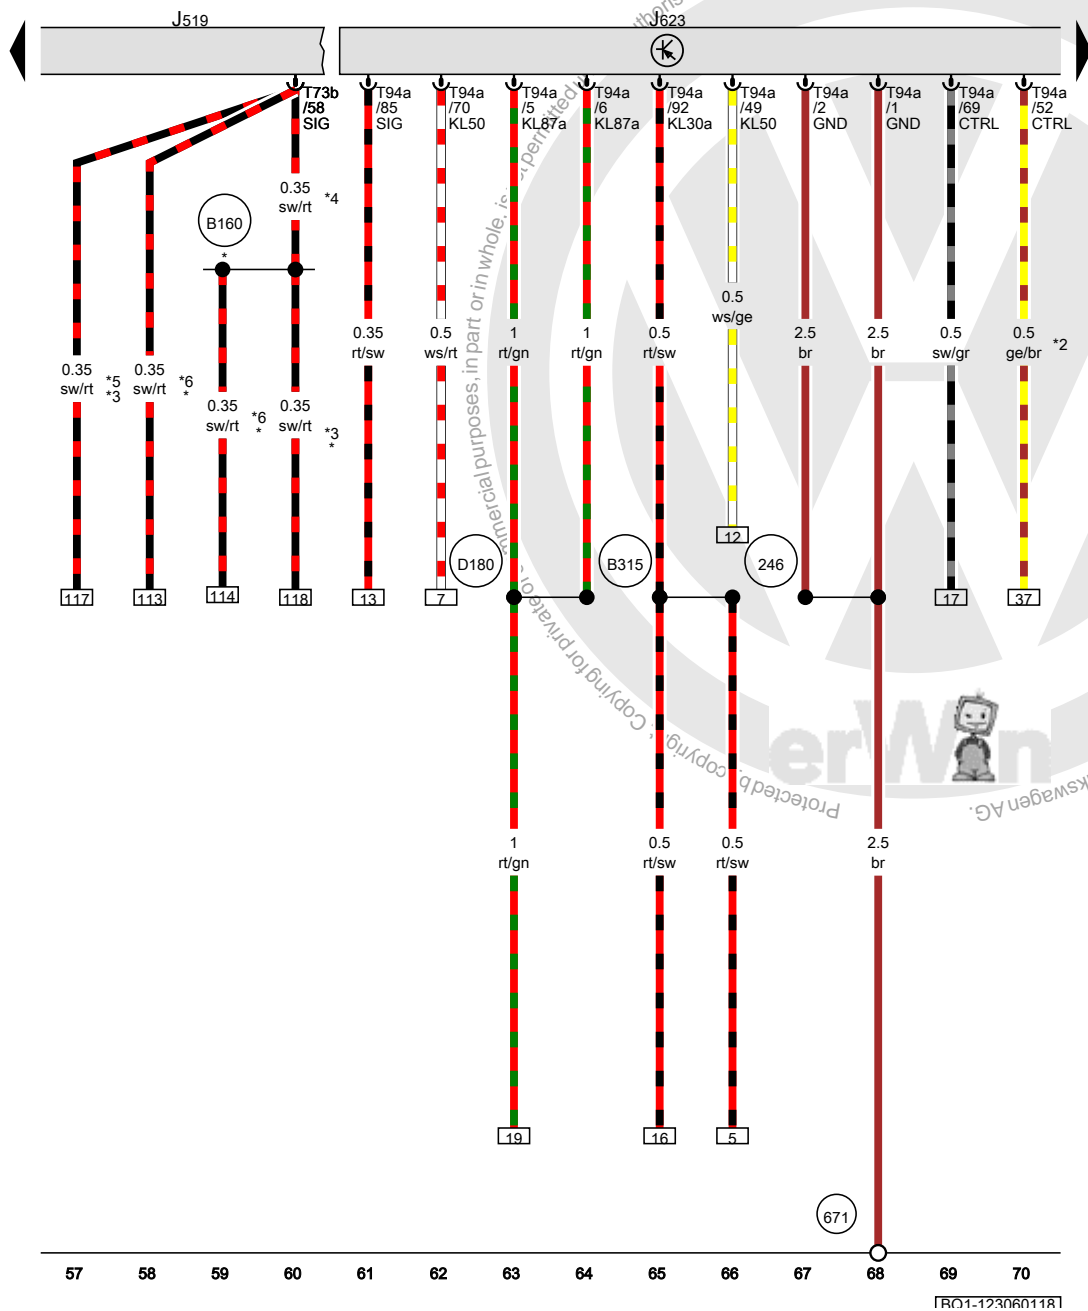 J519
J623
T73b
/58
SIG
T94a
/85
SIG
T94a
/70
KL50
T94a
/5
KL87a
T94a
/6
KL87a
T94a
/92
KL30a
T94a
/49
KL50
T94a
/2
GND
T94a
/1
GND
T94a
/69
CTRL
T94a
/52
CTRL
0.35
sw/rt
*4
B160
*
0.5
ws/ge
0.35
rt/sw
0.5
ws/rt
1
rt/gn
1
rt/gn
0.5
rt/sw
2.5
br
2.5
br
0.5
sw/gr
0.5
ge/br
*2
0.35
sw/rt
*5
*3
0.35
sw/rt
*6
*
0.35
sw/rt
*6
*
0.35
sw/rt
*3
*
12
D180
B315
246
117
113
114
118
13
7
17
37
erWin
1
rt/gn
0.5
rt/sw
0.5
rt/sw
2.5
br
19
16
5
671
57 58 59 60 61 62 63 64 65 66 67 68 69 70
BQ1-123060118